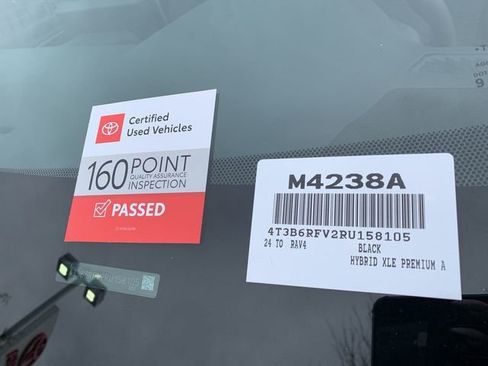 Certified
Used Vehicles
160 POINT
QUALITY ASSURANCE
INSPECTION
PASSED
M4238A
4T3B6RFV2RU158105
24 TO RAV4 BLACK
HYBRID XLE PREMIUM A